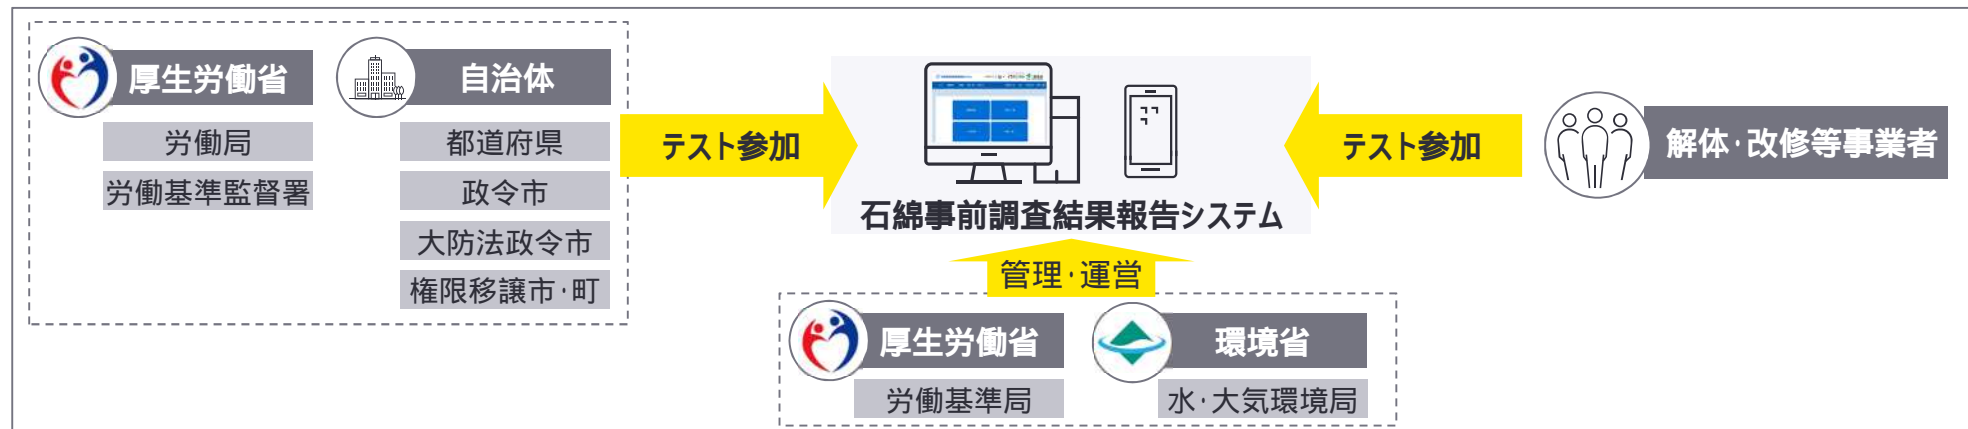 厚生労働省
労働局
労働基準監督署
自治体
都道府県
政令市
大防法政令市
権限移譲市・町
テスト参加
石綿事前調査結果報告システム
テスト参加
解体・改修等事業者
管理・運営
厚生労働省
労働基準局
環境省
水・大気環境局